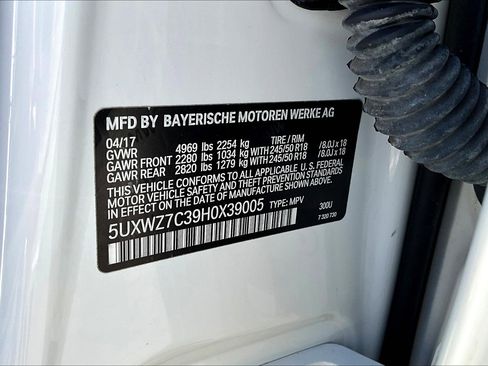 MFD BY BAYERISCHE MOTOREN WERKE AG
04/17 TIRE / RIM
GVWR 4969 lbs 2254 kg
GAWR FRONT 2280 lbs 1034 kg WITH 245/50 R18 / 8.0J x 18
GAWR REAR 2820 lbs 1279 kg WITH 245/50 R18 / 8.0J x 18
THIS VEHICLE CONFORMS TO ALL APPLICABLE U. S. FEDERAL
MOTOR VEHICLE SAFETY AND THEFT PREVENTION STANDARDS
IN EFFECT ON THE DATE OF MANUFACTURE SHOWN ABOVE.
5UXWZ7C39H0X39005 TYPE: MPV 300U
7 320 730